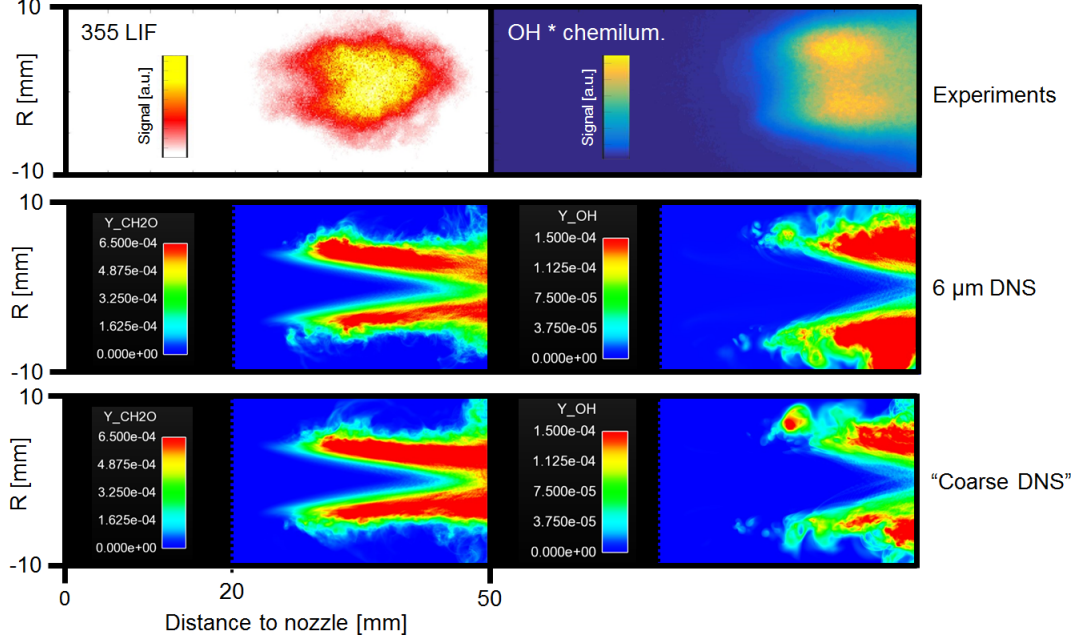 10
R [mm]
-10
355 LIF
Signal [a.u.]
OH * chemilum.
Signal [a.u.]
Experiments
10
R [mm]
-10
Y_CH2O
6.500e-04
4.875e-04
3.250e-04
1.625e-04
0.000e+00
Y_OH
1.500e-04
1.125e-04
7.500e-05
3.750e-05
0.000e+00
6 µm DNS
10
R [mm]
-10
Y_CH2O
6.500e-04
4.875e-04
3.250e-04
1.625e-04
0.000e+00
Y_OH
1.500e-04
1.125e-04
7.500e-05
3.750e-05
0.000e+00
“Coarse DNS”
0
20
50
Distance to nozzle [mm]